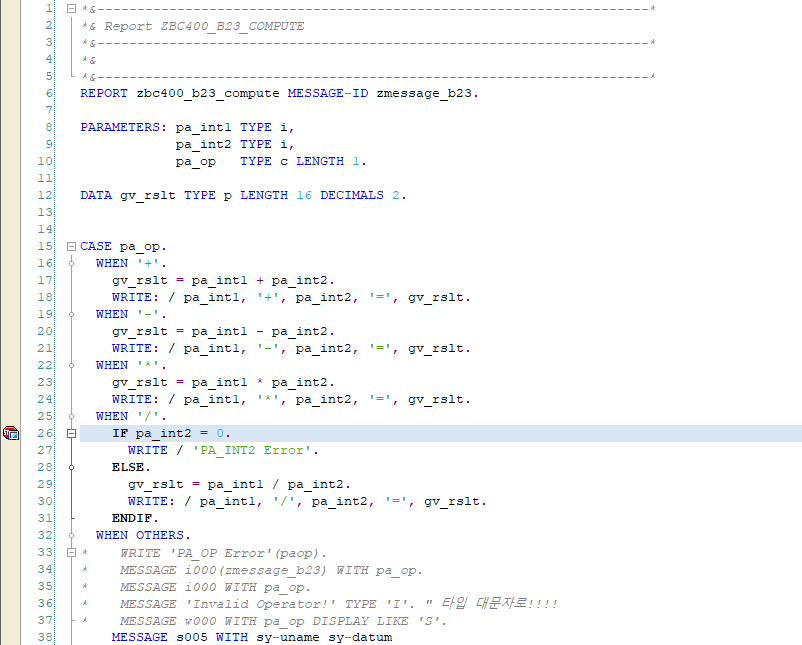 1 *&---------------------------------------------------------------------*
2 *& Report ZBC400_B23_COMPUTE
3 *&---------------------------------------------------------------------*
4 *&
5 *&---------------------------------------------------------------------*
6 REPORT zbc400_b23_compute MESSAGE-ID zmessage_b23.
7
8 PARAMETERS: pa_int1 TYPE i,
9             pa_int2 TYPE i,
10             pa_op   TYPE c LENGTH 1.
11
12 DATA gv_rslt TYPE p LENGTH 16 DECIMALS 2.
13
14
15 CASE pa_op.
16   WHEN '+'.
17     gv_rslt = pa_int1 + pa_int2.
18     WRITE: / pa_int1, '+', pa_int2, '=', gv_rslt.
19   WHEN '-'.
20     gv_rslt = pa_int1 - pa_int2.
21     WRITE: / pa_int1, '-', pa_int2, '=', gv_rslt.
22   WHEN '*'.
23     gv_rslt = pa_int1 * pa_int2.
24     WRITE: / pa_int1, '*', pa_int2, '=', gv_rslt.
25   WHEN '/'.
26     IF pa_int2 = 0.
27       WRITE / 'PA_INT2 Error'.
28     ELSE.
29       gv_rslt = pa_int1 / pa_int2.
30       WRITE: / pa_int1, '/', pa_int2, '=', gv_rslt.
31     ENDIF.
32   WHEN OTHERS.
33 *    WRITE 'PA_OP Error'(paop).
34 *    MESSAGE i000(zmessage_b23) WITH pa_op.
35 *    MESSAGE i000 WITH pa_op.
36 *    MESSAGE 'Invalid Operator!' TYPE 'I'. " 타입 대문자로!!!!
37 *    MESSAGE w000 WITH pa_op DISPLAY LIKE 'S'.
38     MESSAGE s005 WITH sy-uname sy-datum